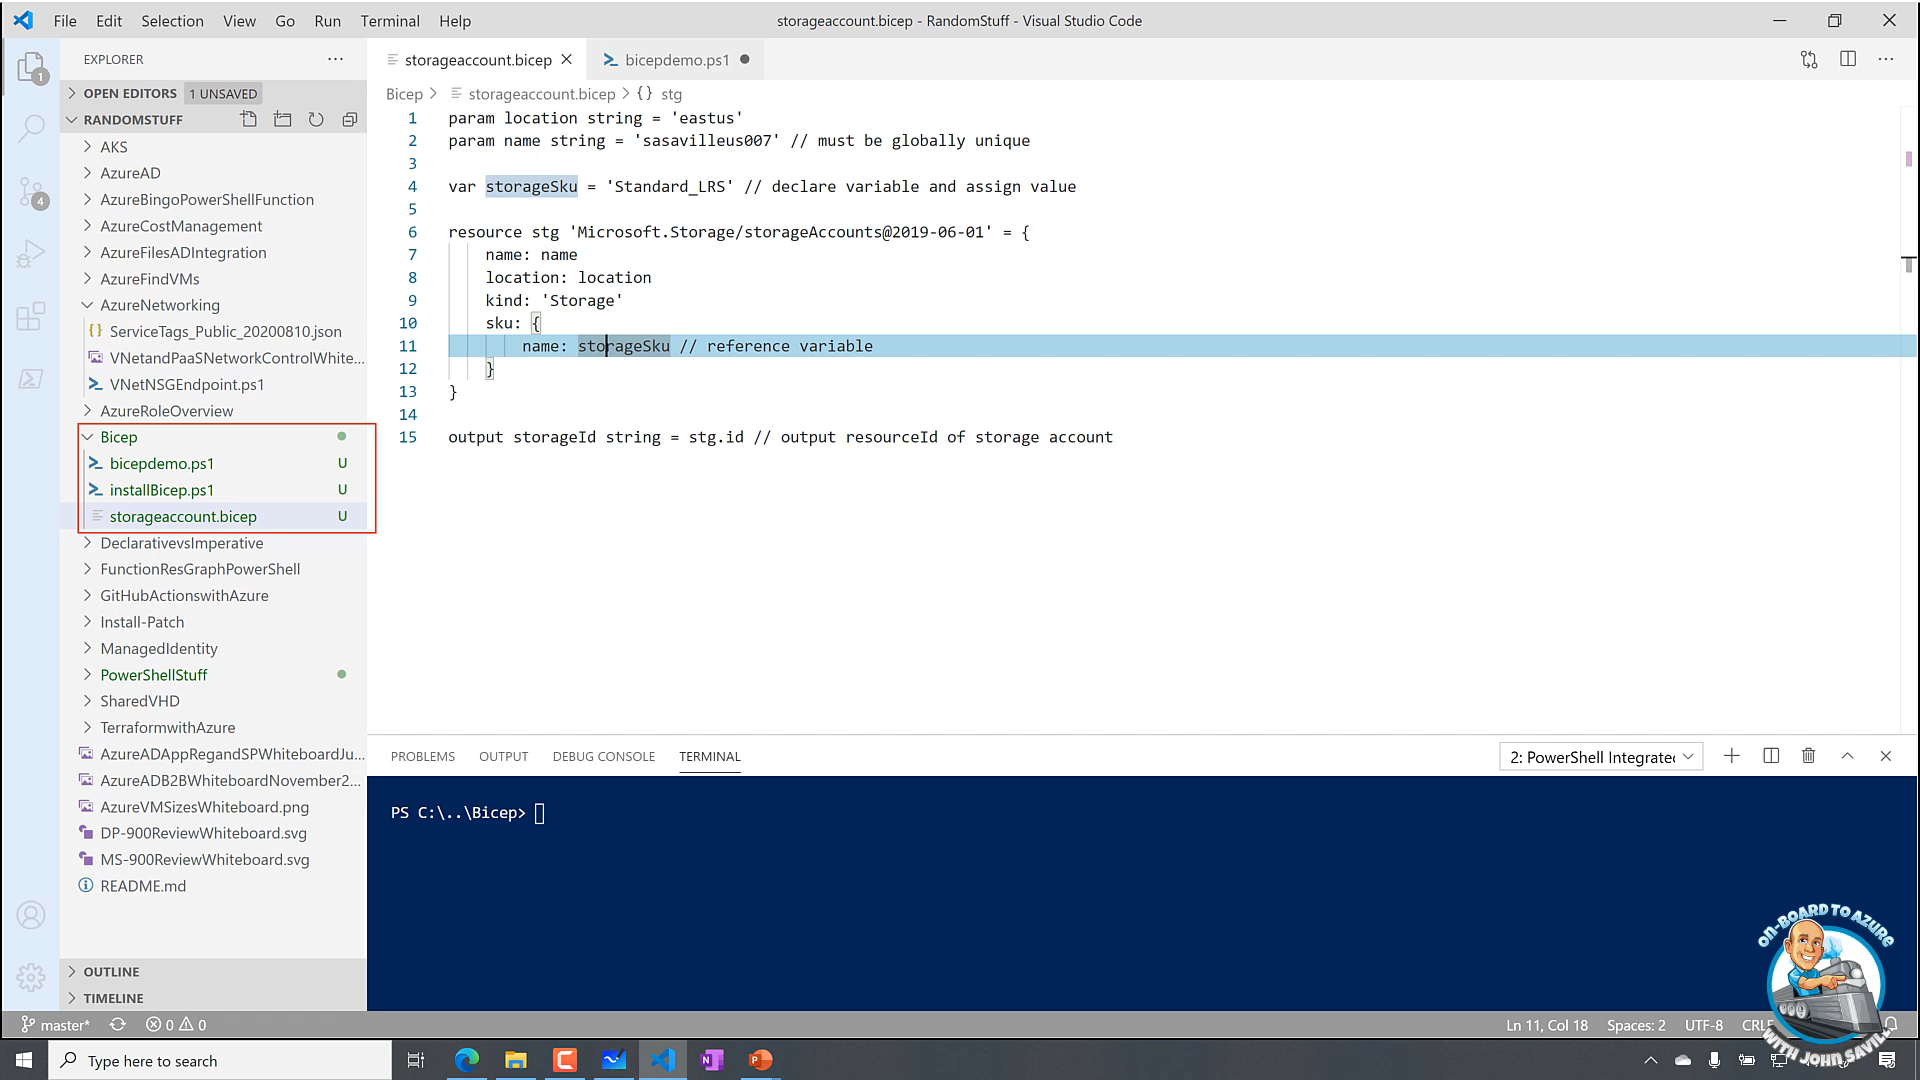 File Edit Selection View Go Run Terminal Help
storageaccount.bicep - RandomStuff - Visual Studio Code
EXPLORER
storageaccount.bicep
bicepdemo.ps1
1
OPEN EDITORS 1 UNSAVED
RANDOMSTUFF
Bicep > storageaccount.bicep > {} stg
AKS
AzureAD
AzureBingoPowerShellFunction
4
AzureCostManagement
AzureFilesADIntegration
AzureFindVMs
AzureNetworking
{} ServiceTags_Public_20200810.json
VNetandPaaSNetworkControlWhite...
VNetNSGEndpoint.ps1
AzureRoleOverview
Bicep
bicepdemo.ps1 U
installBicep.ps1 U
storageaccount.bicep U
DeclarativevsImperative
FunctionResGraphPowerShell
GitHubActionswithAzure
Install-Patch
ManagedIdentity
PowerShellStuff
SharedVHD
TerraformwithAzure
AzureADAppRegandSPWhiteboardJu...
AzureADB2BWhiteboardNovember2...
AzureVMSizesWhiteboard.png
DP-900ReviewWhiteboard.svg
MS-900ReviewWhiteboard.svg
README.md
OUTLINE
TIMELINE
1 param location string = 'eastus'
2 param name string = 'sasavilleus007' // must be globally unique
3
4 var storageSku = 'Standard_LRS' // declare variable and assign value
5
6 resource stg 'Microsoft.Storage/storageAccounts@2019-06-01' = {
7 name: name
8 location: location
9 kind: 'Storage'
10 sku: {
11 name: storageSku // reference variable
12 }
13 }
14
15 output storageId string = stg.id // output resourceId of storage account
PROBLEMS OUTPUT DEBUG CONSOLE TERMINAL
2: PowerShell Integrated
PS C:\..\Bicep>
ON-BOARD TO AZURE
WITH JOHN SAVILL
master* 0 0
Ln 11, Col 18 Spaces: 2 UTF-8 CRLF
Type here to search